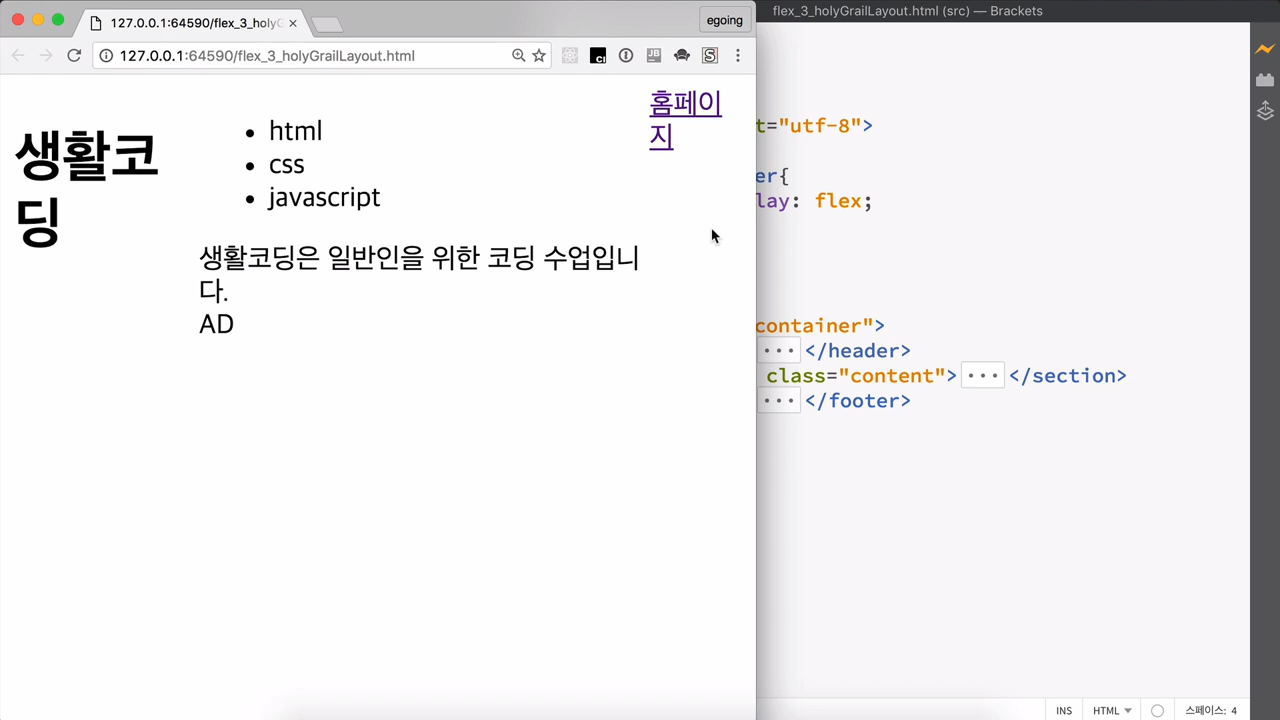 flex_3_holyGrailLayout.html (src) — Brackets
127.0.0.1:64590/flex_3_holyG
egoing
127.0.0.1:64590/flex_3_holyGrailLayout.html
생활코
딩
• html
• css
• javascript
생활코딩은 일반인을 위한 코딩 수업입니
다.
AD
홈페이
지
t="utf-8">
er{
lay: flex;
container">
••• </header>
class="content"> ••• </section>
••• </footer>
INS HTML 스페이스: 4